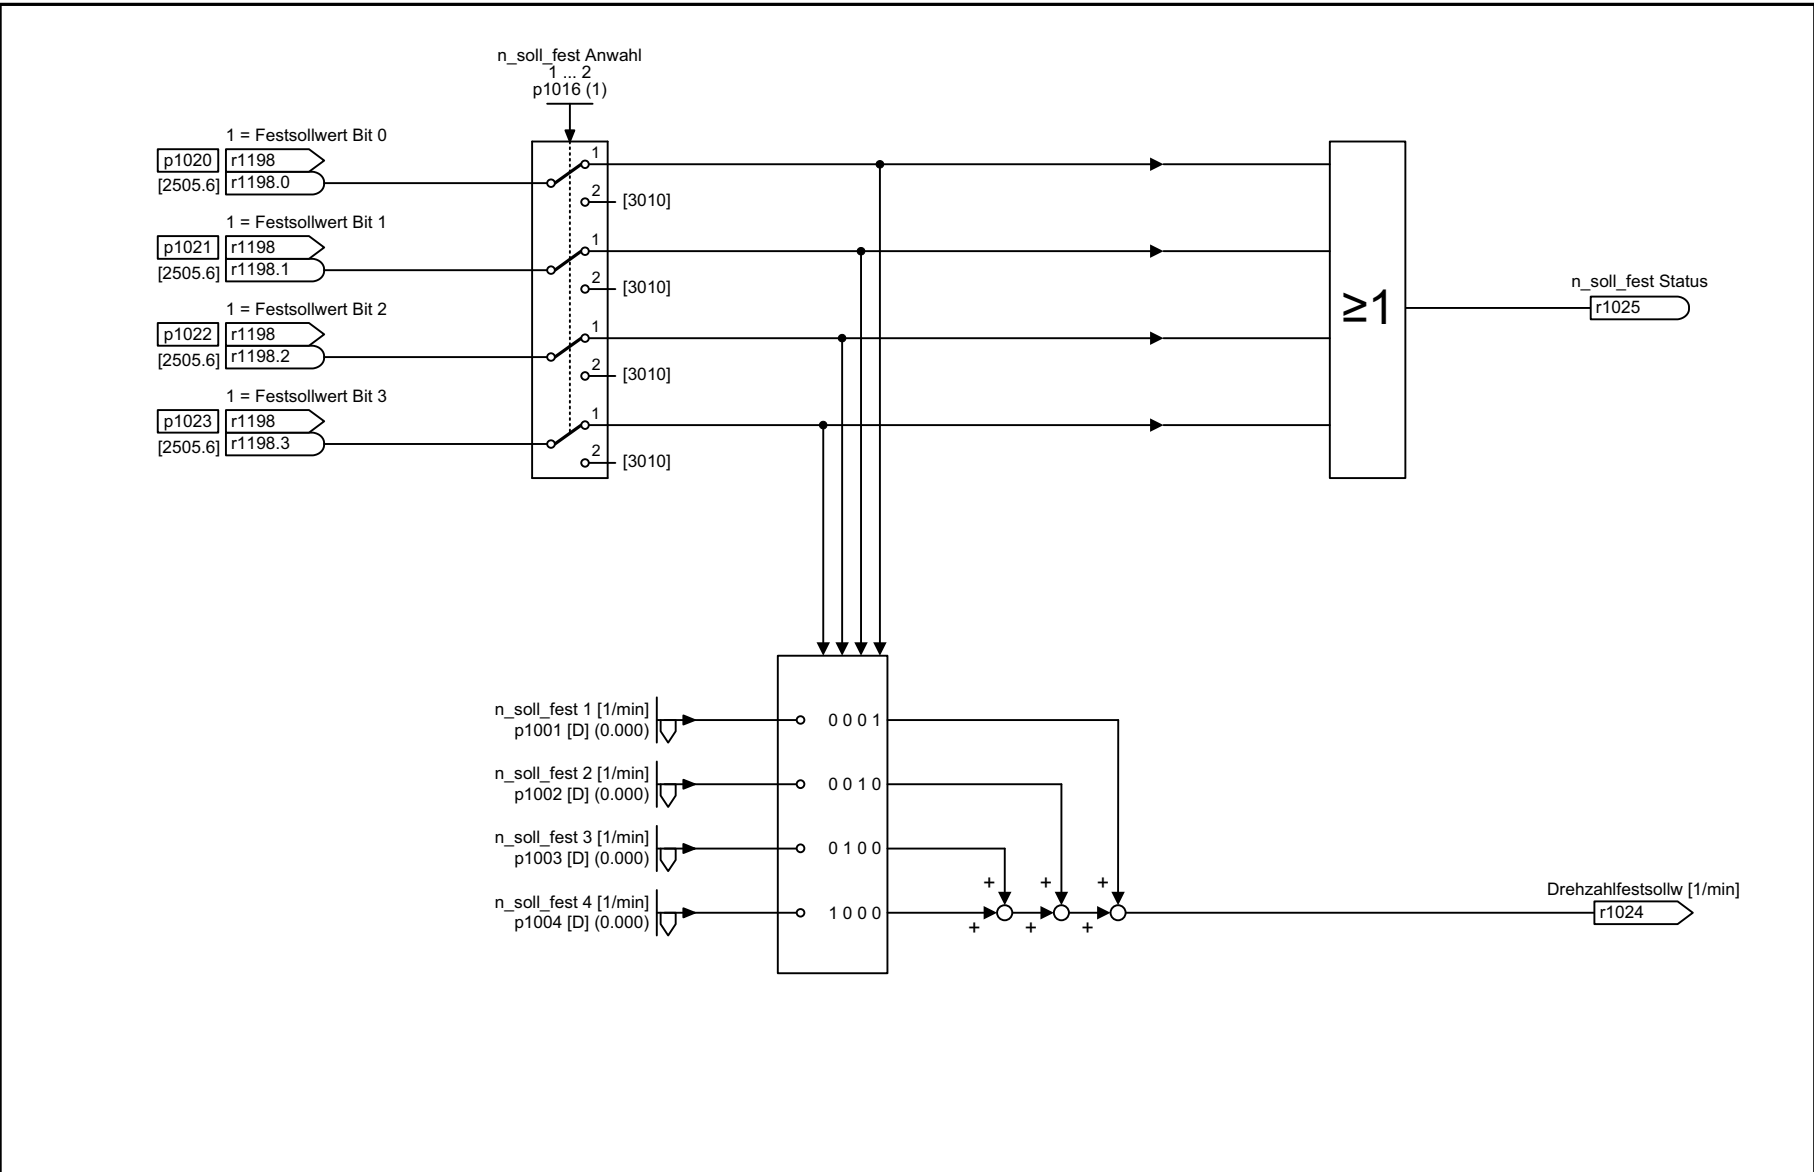 n_soll_fest Anwahl
1 ... 2
p1016 (1)
1 = Festsollwert Bit 0
p1020 r1198
[2505.6] r1198.0
1
2 [3010]
1 = Festsollwert Bit 1
p1021 r1198
[2505.6] r1198.1
1
2 [3010]
1 = Festsollwert Bit 2
p1022 r1198
[2505.6] r1198.2
1
2 [3010]
1 = Festsollwert Bit 3
p1023 r1198
[2505.6] r1198.3
1
2 [3010]
≥1
n_soll_fest Status
r1025
n_soll_fest 1 [1/min]
p1001 [D] (0.000)
0 0 0 1
n_soll_fest 2 [1/min]
p1002 [D] (0.000)
0 0 1 0
n_soll_fest 3 [1/min]
p1003 [D] (0.000)
0 1 0 0
n_soll_fest 4 [1/min]
p1004 [D] (0.000)
1 0 0 0
+ + +
+ + +
Drehzahlfestsollw [1/min]
r1024